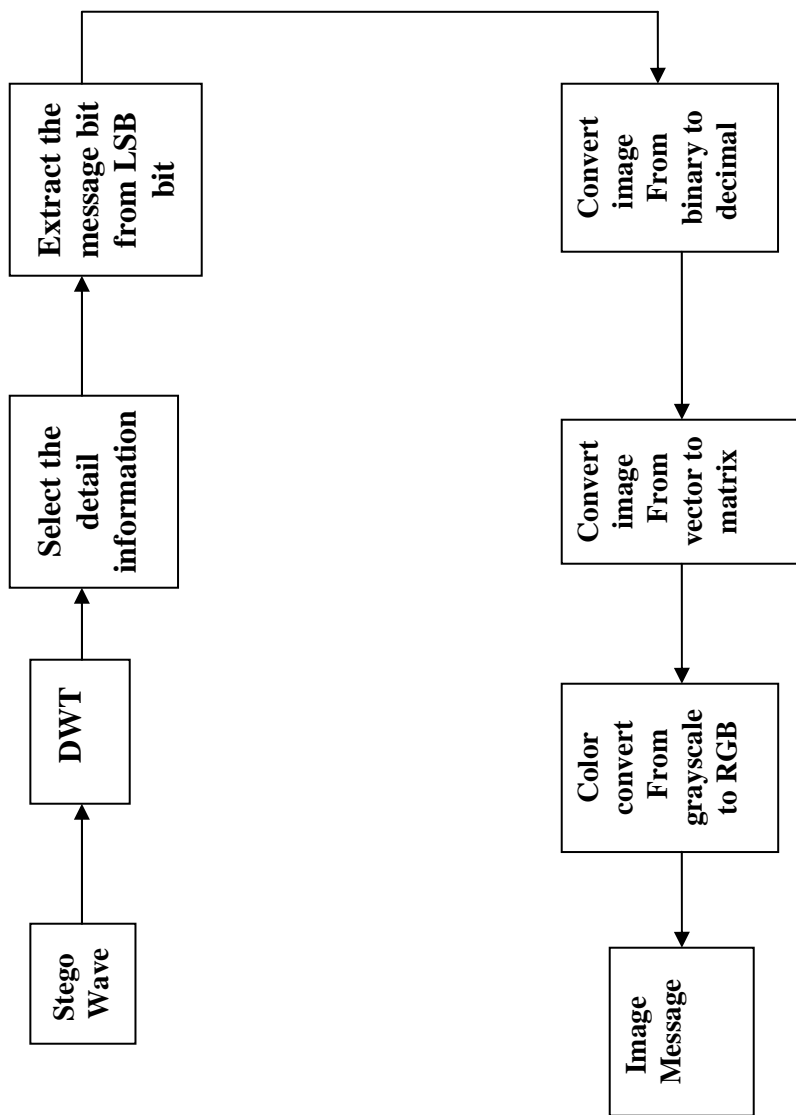 Stego
Wave
DWT
Select the
detail
information
Extract the
message bit
from LSB
bit
Convert
image
From
binary to
decimal
Convert
image
From
vector to
matrix
Color
convert
From
grayscale
to RGB
Image
Message